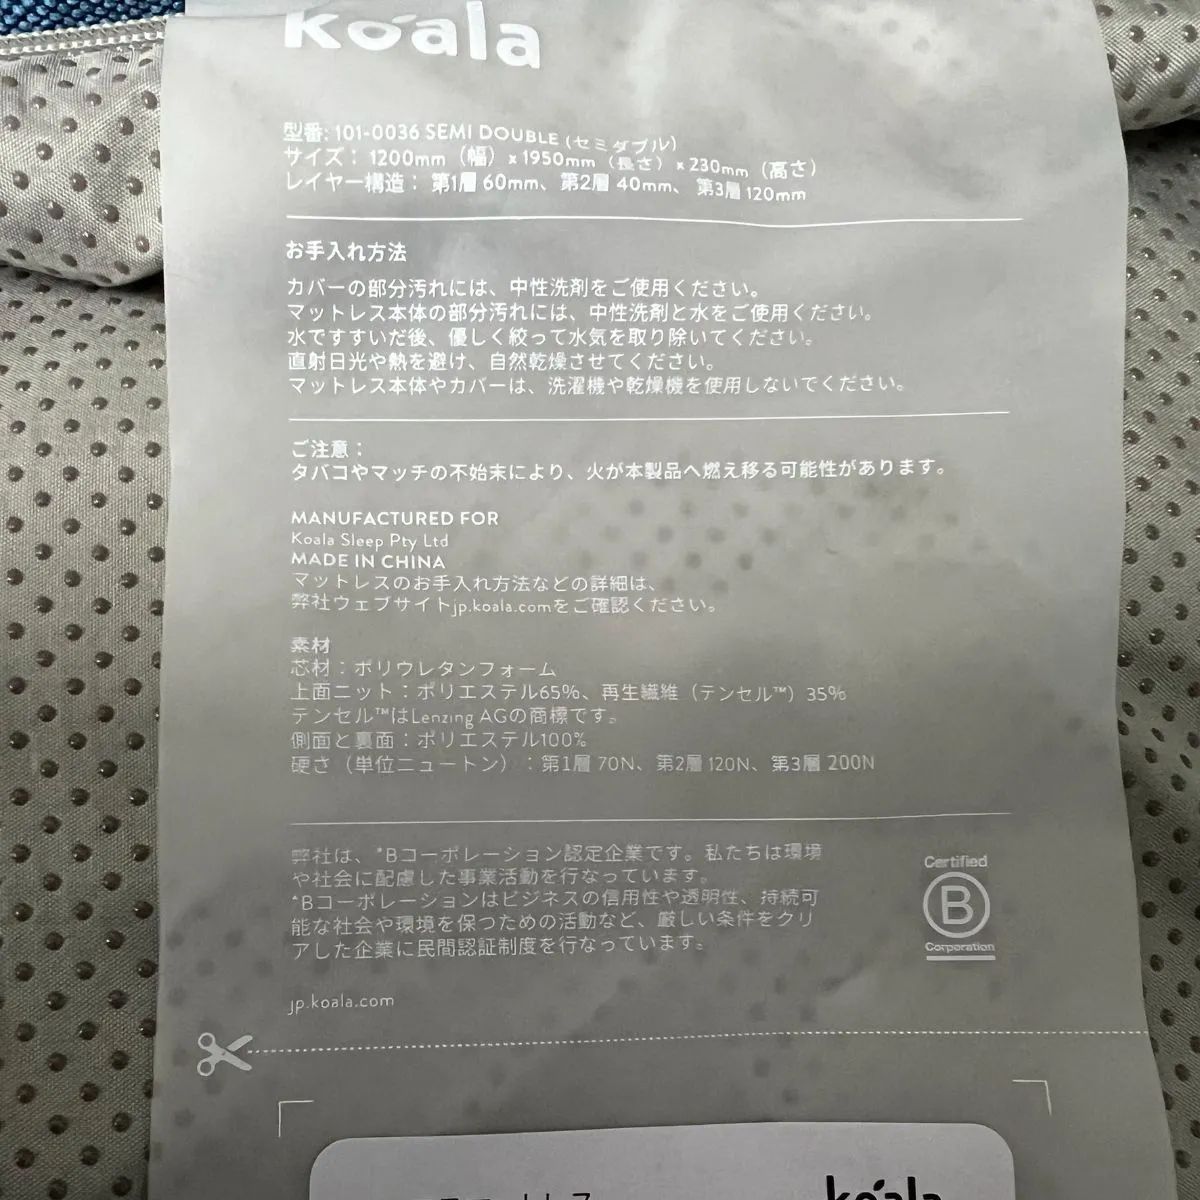 koala
型番: 101-0036 SEMI DOUBLE (セミダブル)
サイズ： 1200mm（幅）x 1950mm（長さ）x 230mm（高さ）
レイヤー構造： 第1層 60mm、第2層 40mm、第3層 120mm
お手入れ方法
カバーの部分汚れには、中性洗剤をご使用ください。
マットレス本体の部分汚れには、中性洗剤と水をご使用ください。
水ですすいだ後、優しく絞って水気を取り除いてください。
直射日光や熱を避け、自然乾燥させてください。
マットレス本体やカバーは、洗濯機や乾燥機を使用しないでください。
ご注意：
タバコやマッチの不始末により、火が本製品へ燃え移る可能性があります。
MANUFACTURED FOR
Koala Sleep Pty Ltd
MADE IN CHINA
マットレスのお手入れ方法などの詳細は、
弊社ウェブサイトjp.koala.comをご確認ください。
素材
芯材：ポリウレタンフォーム
上面ニット：ポリエステル65%、再生繊維（テンセル™）35%
テンセル™はLenzing AGの商標です。
側面と裏面：ポリエステル100%
硬さ（単位ニュートン）：第1層 70N、第2層 120N、第3層 200N
弊社は、*Bコーポレーション認定企業です。私たちは環境
や社会に配慮した事業活動を行なっています。
*Bコーポレーションはビジネスの信用性や透明性、持続可
能な社会や環境を保つための活動など、厳しい条件をクリ
アした企業に民間認証制度を行なっています。
Certified
B
Corporation
jp.koala.com
koala